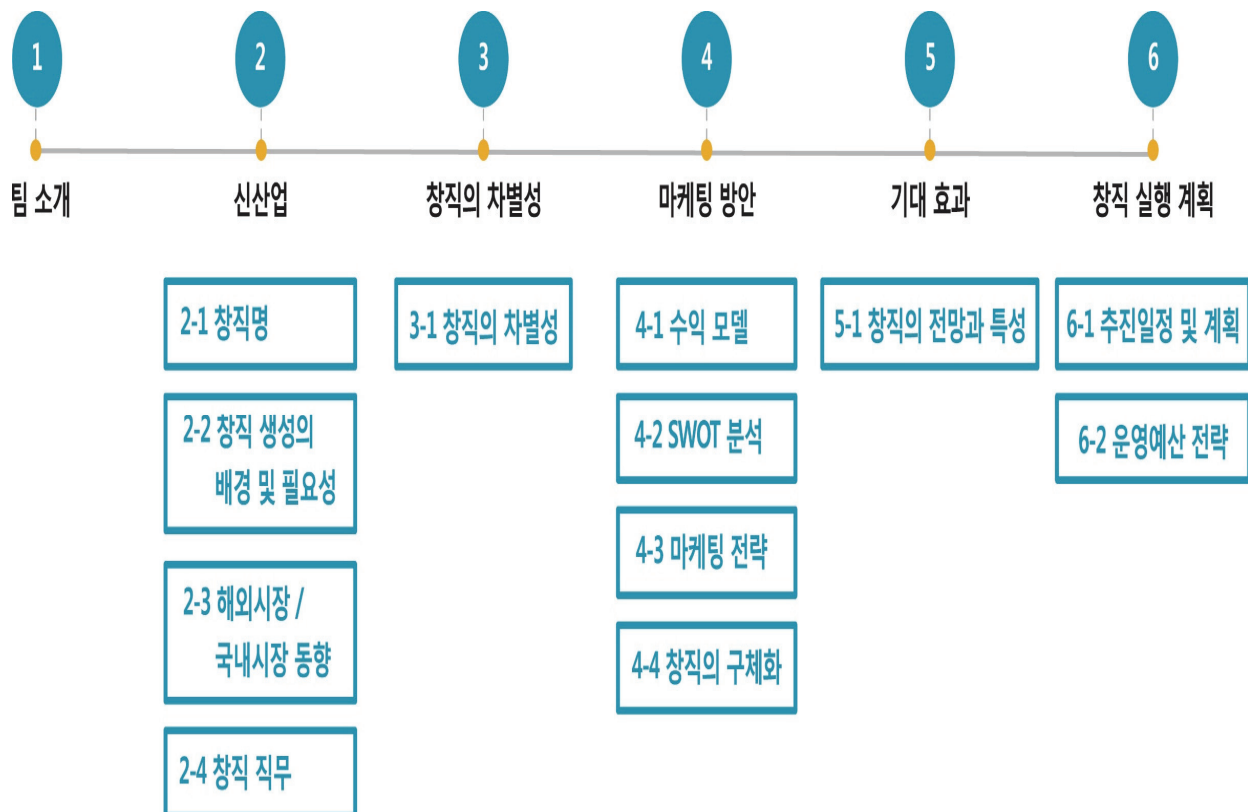 1
2
3
4
5
6
팀 소개
신산업
창직의 차별성
마케팅 방안
기대 효과
창직 실행 계획
2-1 창직명
2-2 창직 생성의
배경 및 필요성
2-3 해외시장 /
국내시장 동향
2-4 창직 직무
3-1 창직의 차별성
4-1 수익 모델
4-2 SWOT 분석
4-3 마케팅 전략
4-4 창직의 구체화
5-1 창직의 전망과 특성
6-1 추진일정 및 계획
6-2 운영예산 전략